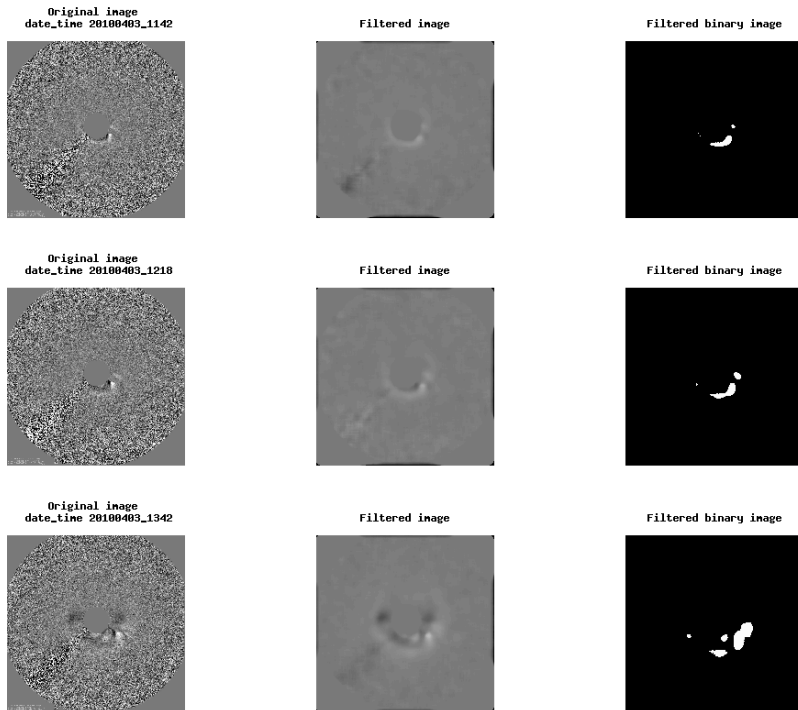 Original image
date_time 20100403_1142
Filtered image
Filtered binary image
Original image
date_time 20100403_1218
Filtered image
Filtered binary image
Original image
date_time 20100403_1342
Filtered image
Filtered binary image